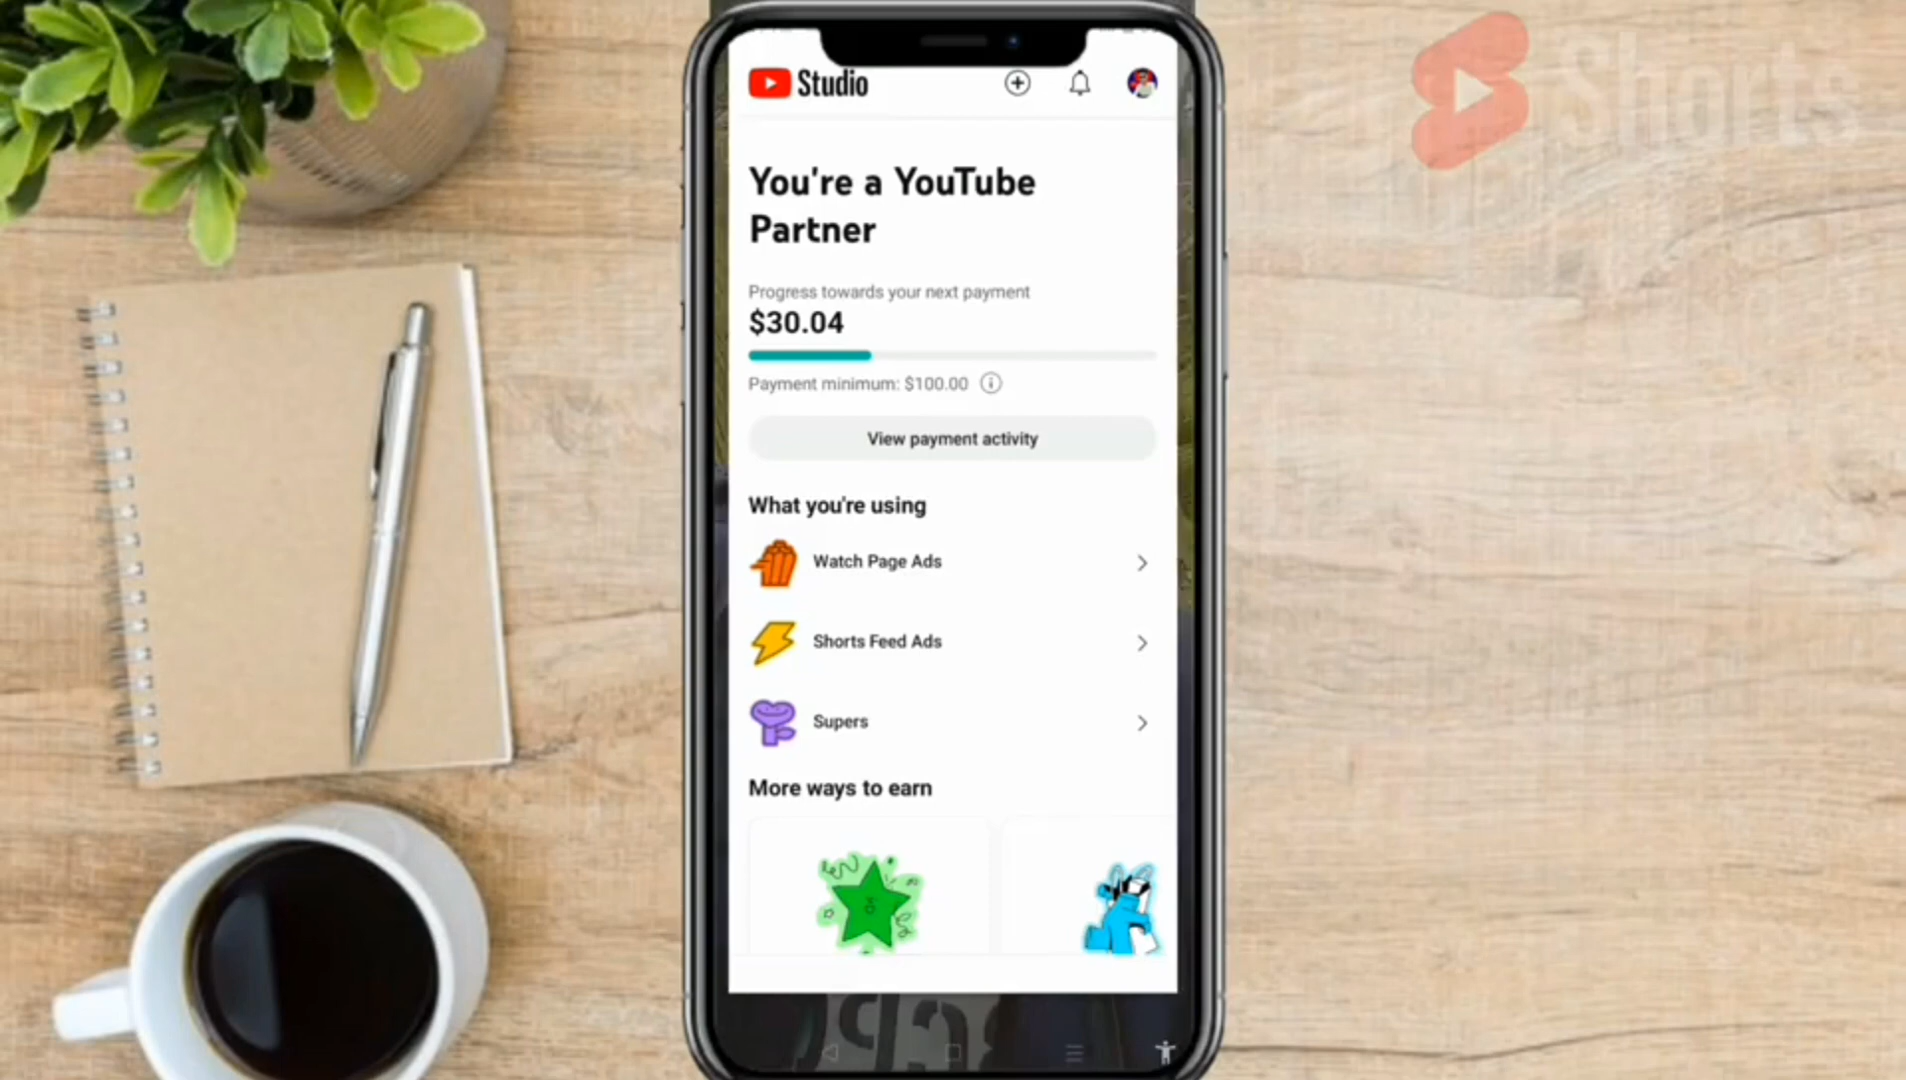 Shorts
Studio
You're a YouTube
Partner
Progress towards your next payment
$30.04
Payment minimum: $100.00
View payment activity
What you're using
Watch Page Ads
Shorts Feed Ads
Supers
More ways to earn